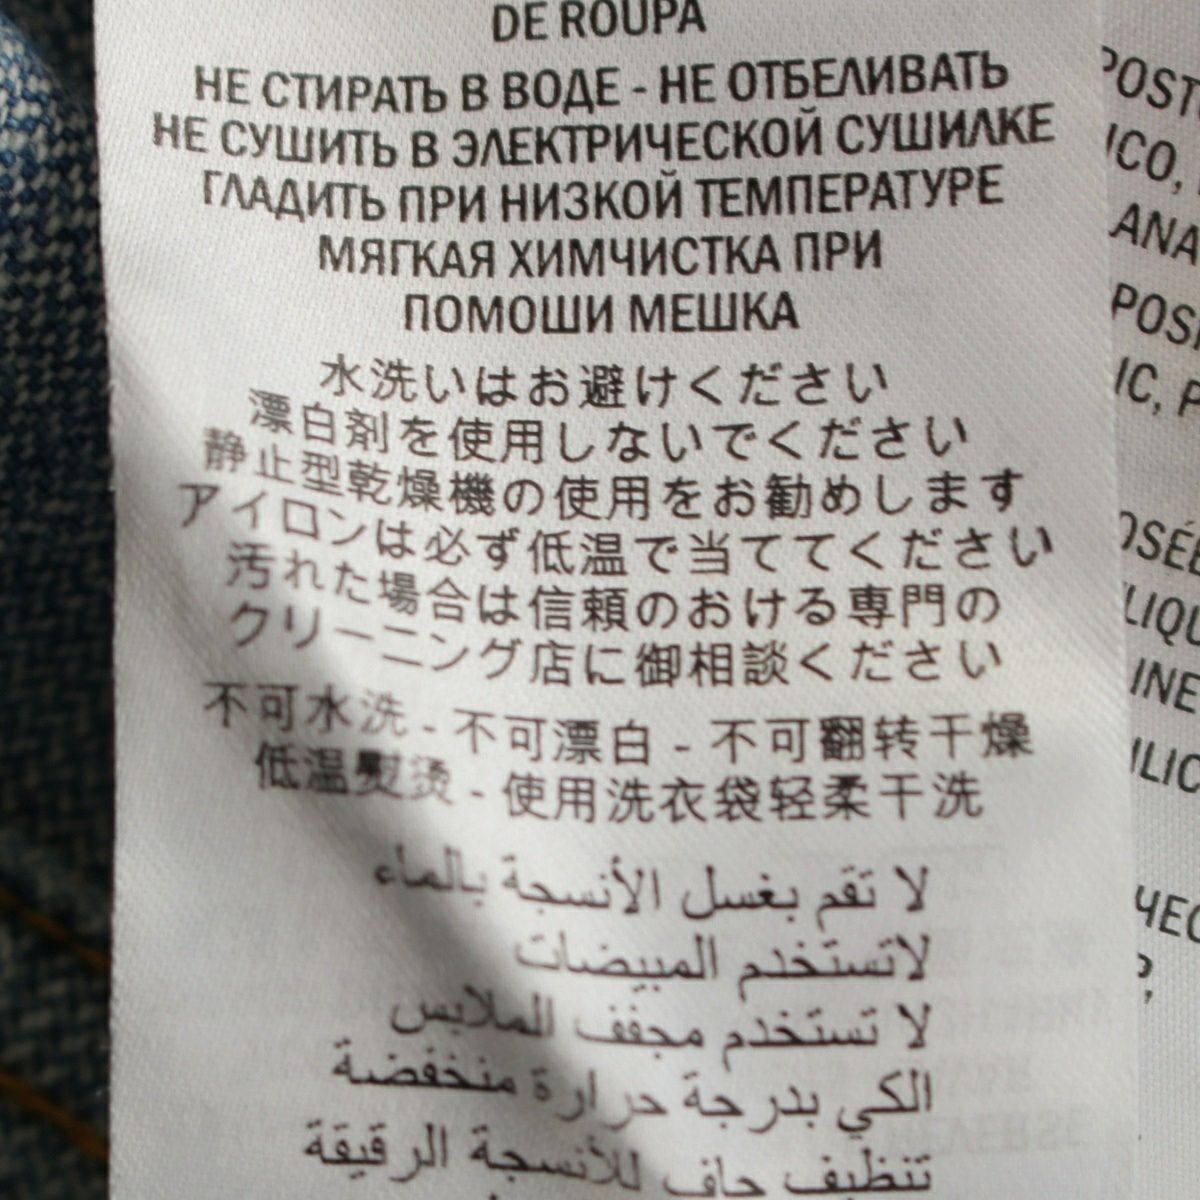 DE ROUPA
НЕ СТИРАТЬ В ВОДЕ - НЕ ОТБЕЛИВАТЬ
НЕ СУШИТЬ В ЭЛЕКТРИЧЕСКОЙ СУШИЛКЕ
ГЛАДИТЬ ПРИ НИЗКОЙ ТЕМПЕРАТУРЕ
МЯГКАЯ ХИМЧИСТКА ПРИ
ПОМОШИ МЕШКА
水洗いはお避けください
漂白剤を使用しないでください
静止型乾燥機の使用をお勧めします
アイロンは必ず低温で当ててください
汚れた場合は信頼のおける専門の
クリーニング店に御相談ください
不可水洗 - 不可漂白 - 不可翻转干燥
低温熨烫 - 使用洗衣袋轻柔干洗
لا تقم بغسل الأنسجة بالماء
لاتستخدم المبيضات
لا تستخدم مجفف الملابس
الكي بدرجة حرارة منخفضة
تنظيف جاف للأنسجة الرقيقة